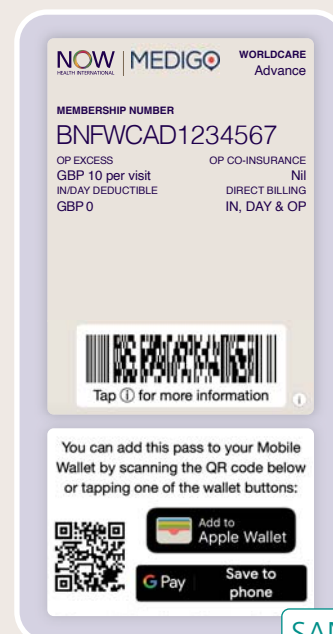 NOW MEDIGO
HEALTH INTERNATIONAL
WORLDCARE
Advance
MEMBERSHIP NUMBER
BNFWCAD1234567
OP EXCESS OP CO-INSURANCE
GBP 10 per visit Nil
IN/DAY DEDUCTIBLE DIRECT BILLING
GBP 0 IN, DAY & OP
Tap ⓘ for more information
You can add this pass to your Mobile
Wallet by scanning the QR code below
or tapping one of the wallet buttons:
Add to
Apple Wallet
G Pay Save to
phone